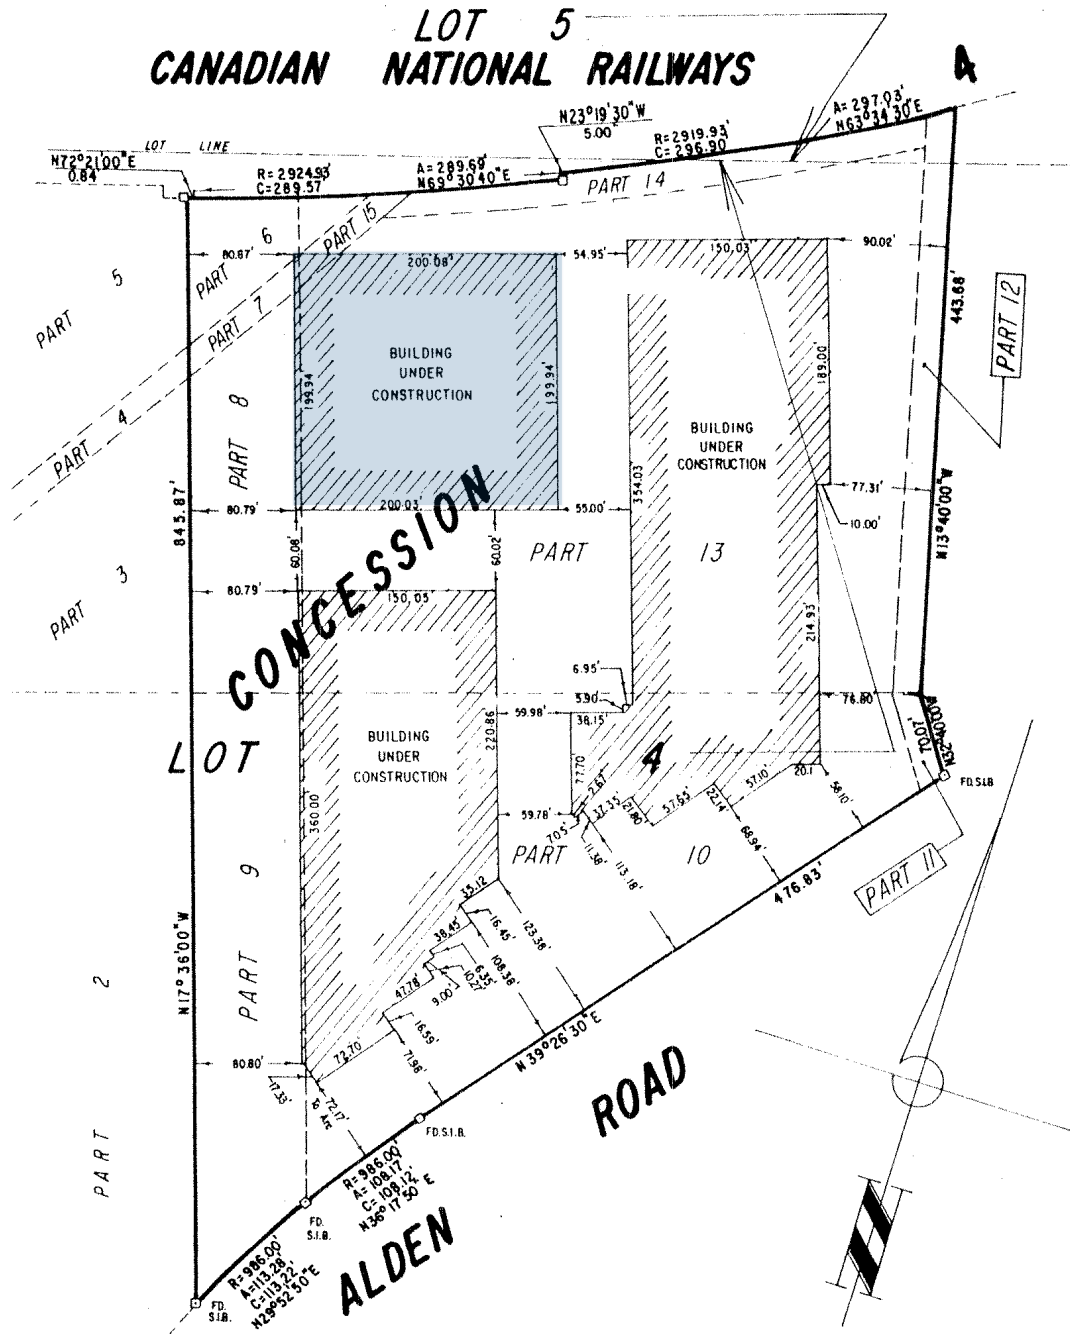 LOT 5
CANADIAN NATIONAL RAILWAYS
4
N23°19'30"W
5.00'
A= 297.03'
N63°34'30"E
R=2919.93'
C= 296.90'
LOT LINE
N72°21'00"E
0.84'
R= 2924.93'
C=289.57'
A= 289.69'
N69°30'40"E
PART 14
PART 15
6
PART
5
PART
PART 7
80.87'
200.08'
54.95'
150.03'
90.02'
443.68'
PART 12
BUILDING
UNDER
CONSTRUCTION
199.94
199.94'
189.00'
PART 8
PART 4
BUILDING
UNDER
CONSTRUCTION
354.03
77.31'
10.00'
N13°40'00"W
845.87'
80.79'
200.03'
55.00'
60.08'
60.02'
PART 13
CONCESSION
3
PART
80.79'
150.05'
214.93'
6.95'
5.90'
59.98'
38.15'
76.80'
N32°40'00"W
70.07'
220.86
LOT 4
BUILDING
UNDER
CONSTRUCTION
77.70
2.67'
37.35'
21.80'
57.65'
22.14'
57.10'
20.1'
58.10'
FD.S.I.B
360.00'
59.78'
70.5'
11.38'
113.18'
68.94'
PART 10
476.83'
PART 11
35.12
16.45'
38.45'
123.38'
108.38'
6.35'
10.27'
9.00'
47.78'
16.59'
71.98'
72.70'
N17°36'00"W
PART 9
PART 2
80.80'
17.33'
72.17'
To Arc
N 39°26'30"E
FD.S.I.B.
ROAD
R=986.00'
A= 108.17'
C= 108.12'
N36°17'50"E
FD.
S.I.B.
ALDEN
R=986.00'
A=113.28'
C=113.22'
N29°52'50"E
FD.
S.I.B.